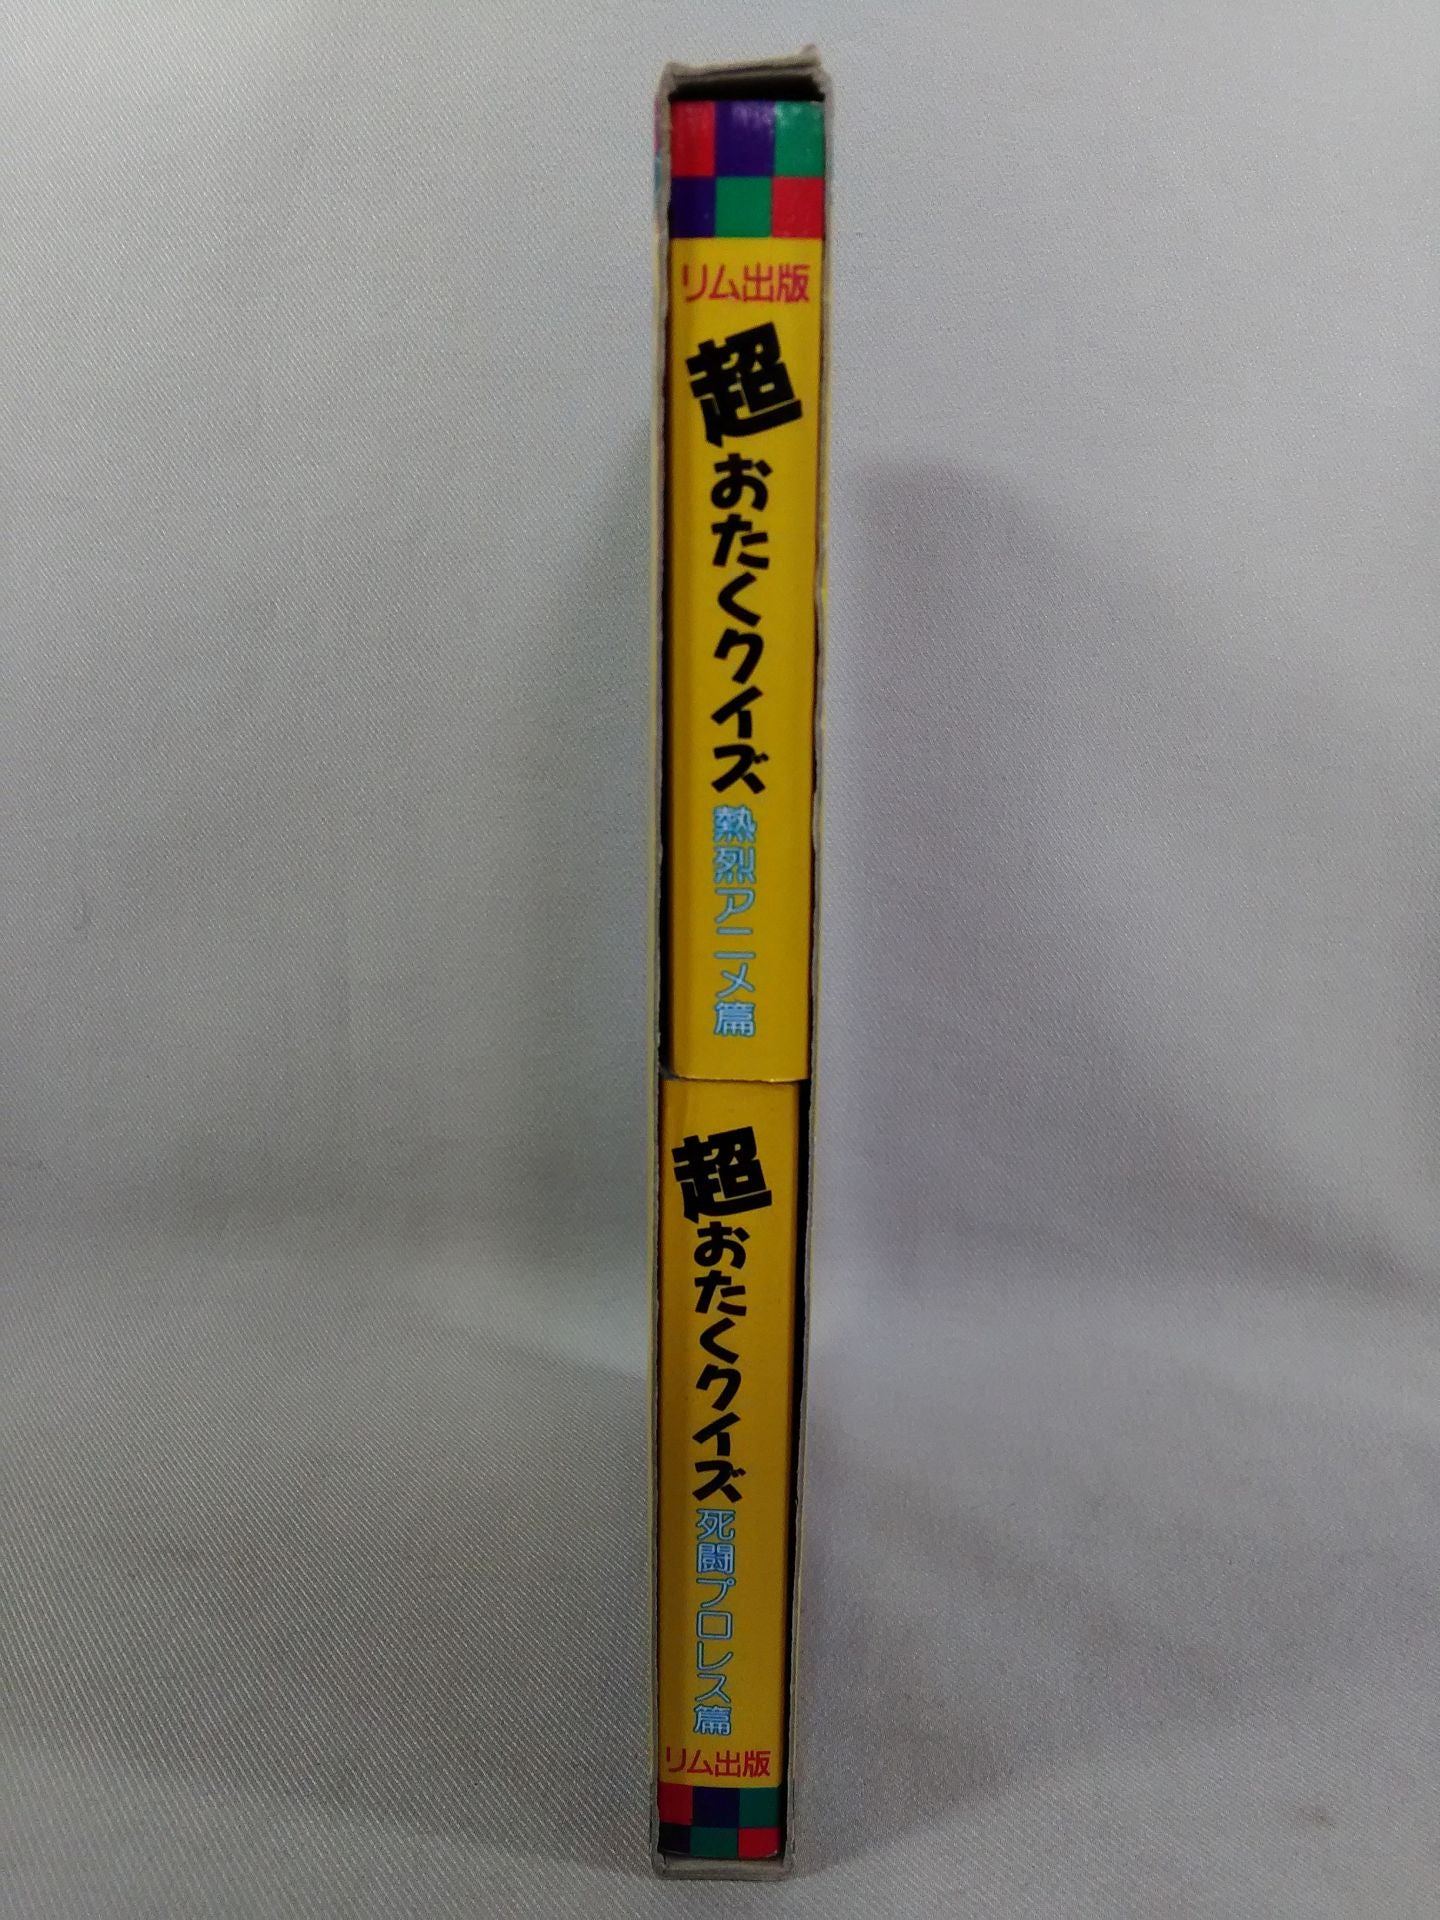 リム出版
超おたくクイズ
熱烈アニメ篇
超おたくクイズ
死闘プロレス篇
リム出版